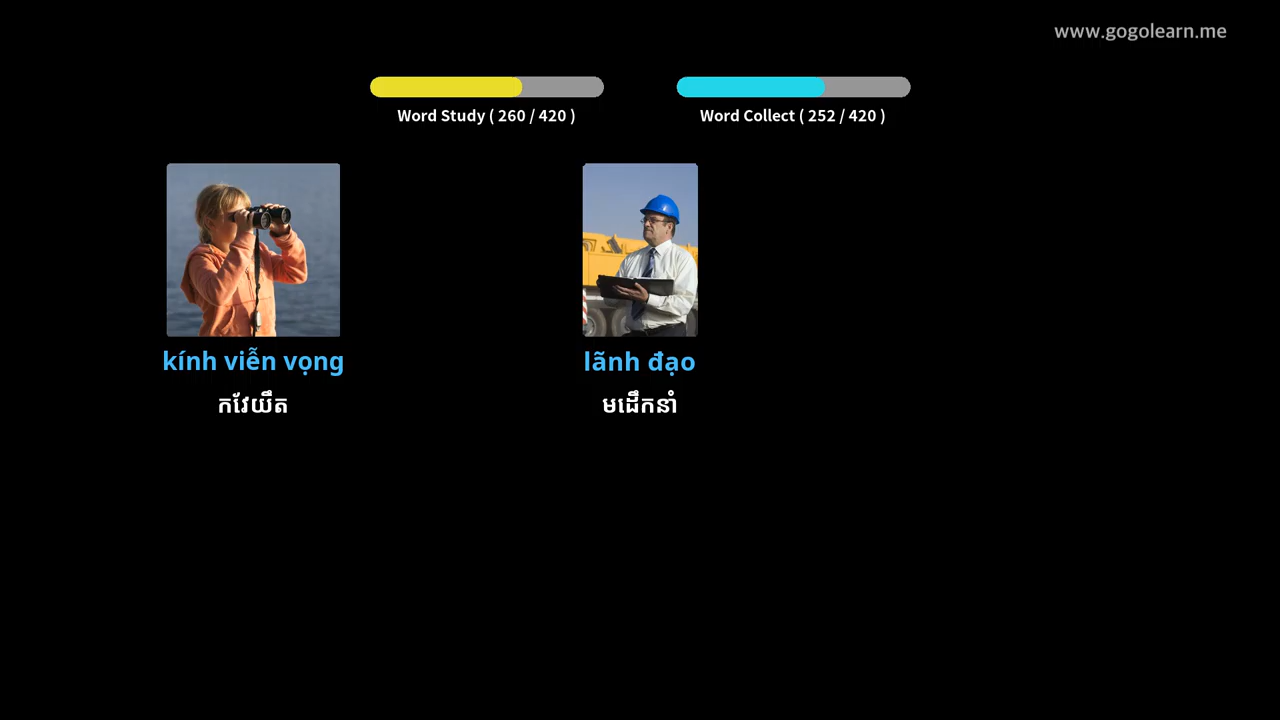 www.gogolearn.me
Word Study ( 260 / 420 )
Word Collect ( 252 / 420 )
kính viễn vọng
កែវយឹត
lãnh đạo
មេដឹកនាំ